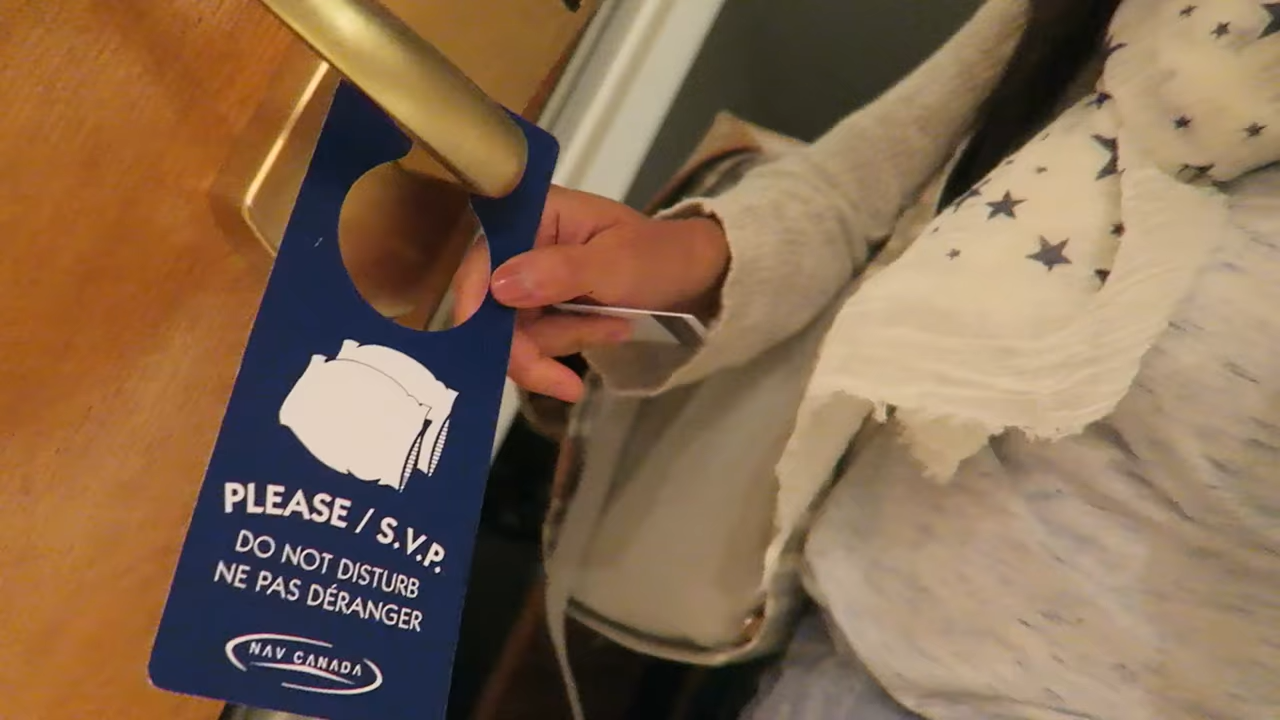 PLEASE / S.V.P.
DO NOT DISTURB
NE PAS DÉRANGER
NAV CANADA